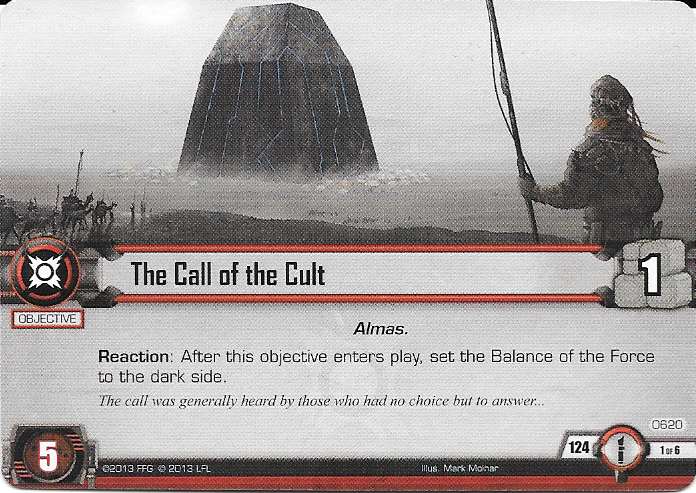 The Call of the Cult
1
OBJECTIVE
Almas.
Reaction: After this objective enters play, set the Balance of the Force
to the dark side.
The call was generally heard by those who had no choice but to answer...
0620
5
124
1 OF 6
©2013 FFG © 2013 LFL
Illus. Mark Molnar